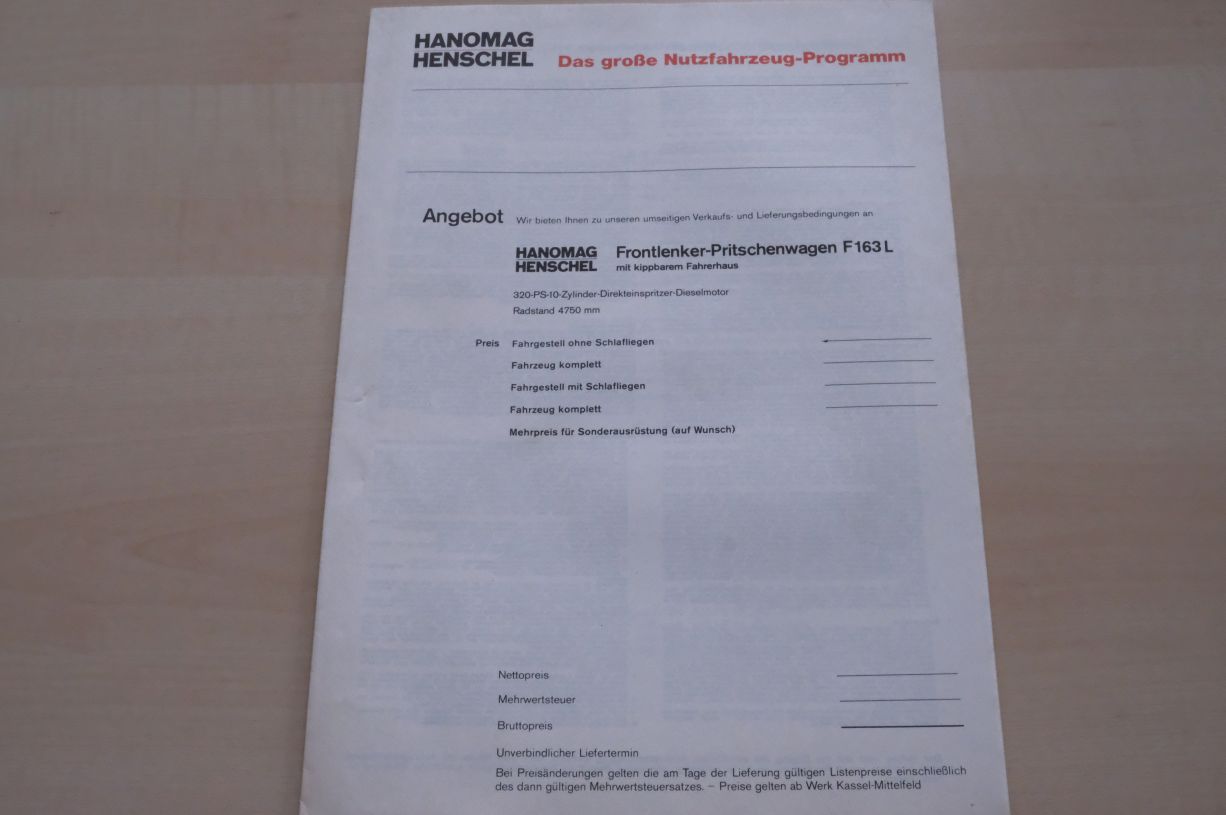 HANOMAG
HENSCHEL
Das große Nutzfahrzeug-Programm
Angebot Wir bieten Ihnen zu unseren umseitigen Verkaufs- und Lieferungsbedingungen an
HANOMAG
HENSCHEL
Frontlenker-Pritschenwagen F 163 L
mit kippbarem Fahrerhaus
320-PS-10-Zylinder-Direkteinspritzer-Dieselmotor
Radstand 4750 mm
Preis Fahrgestell ohne Schlafliegen
Fahrzeug komplett
Fahrgestell mit Schlafliegen
Fahrzeug komplett
Mehrpreis für Sonderausrüstung (auf Wunsch)
Nettopreis
Mehrwertsteuer
Bruttopreis
Unverbindlicher Liefertermin
Bei Preisänderungen gelten die am Tage der Lieferung gültigen Listenpreise einschließlich
des dann gültigen Mehrwertsteuersatzes. – Preise gelten ab Werk Kassel-Mittelfeld